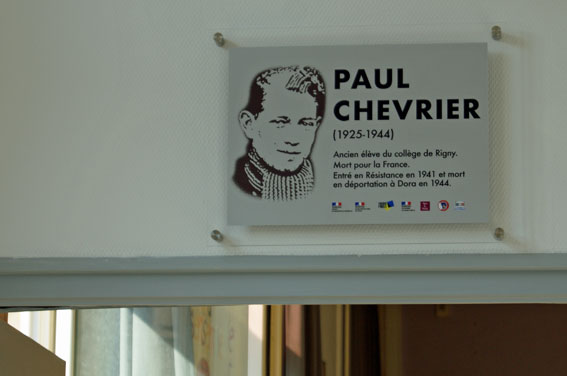 PAUL
CHEVRIER
(1925-1944)
Ancien élève du collège de Rigny.
Mort pour la France.
Entré en Résistance en 1941 et mort
en déportation à Dora en 1944.